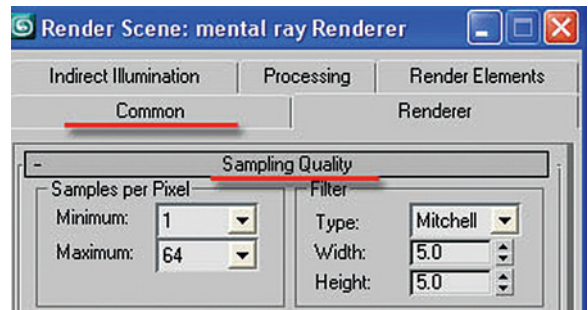 Render Scene: mental ray Renderer
Indirect Illumination Processing Render Elements
Common Renderer
- Sampling Quality
Samples per Pixel Filter
Minimum: 1 Type: Mitchell
Maximum: 64 Width: 5.0
Height: 5.0